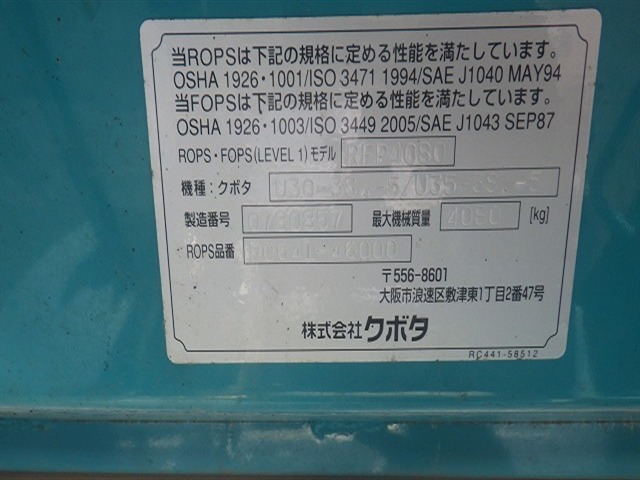 当ROPSは下記の規格に定める性能を満たしています。
OSHA 1926・1001/ISO 3471 1994/SAE J1040 MAY94
当FOPSは下記の規格に定める性能を満たしています。
OSHA 1926・1003/ISO 3449 2005/SAE J1043 SEP87
ROPS・FOPS(LEVEL 1)モデル
機種：クボタ
製造番号 最大機械質量 [kg]
ROPS品番
〒556-8601
大阪市浪速区敷津東1丁目2番47号
株式会社クボタ
RC441-58512